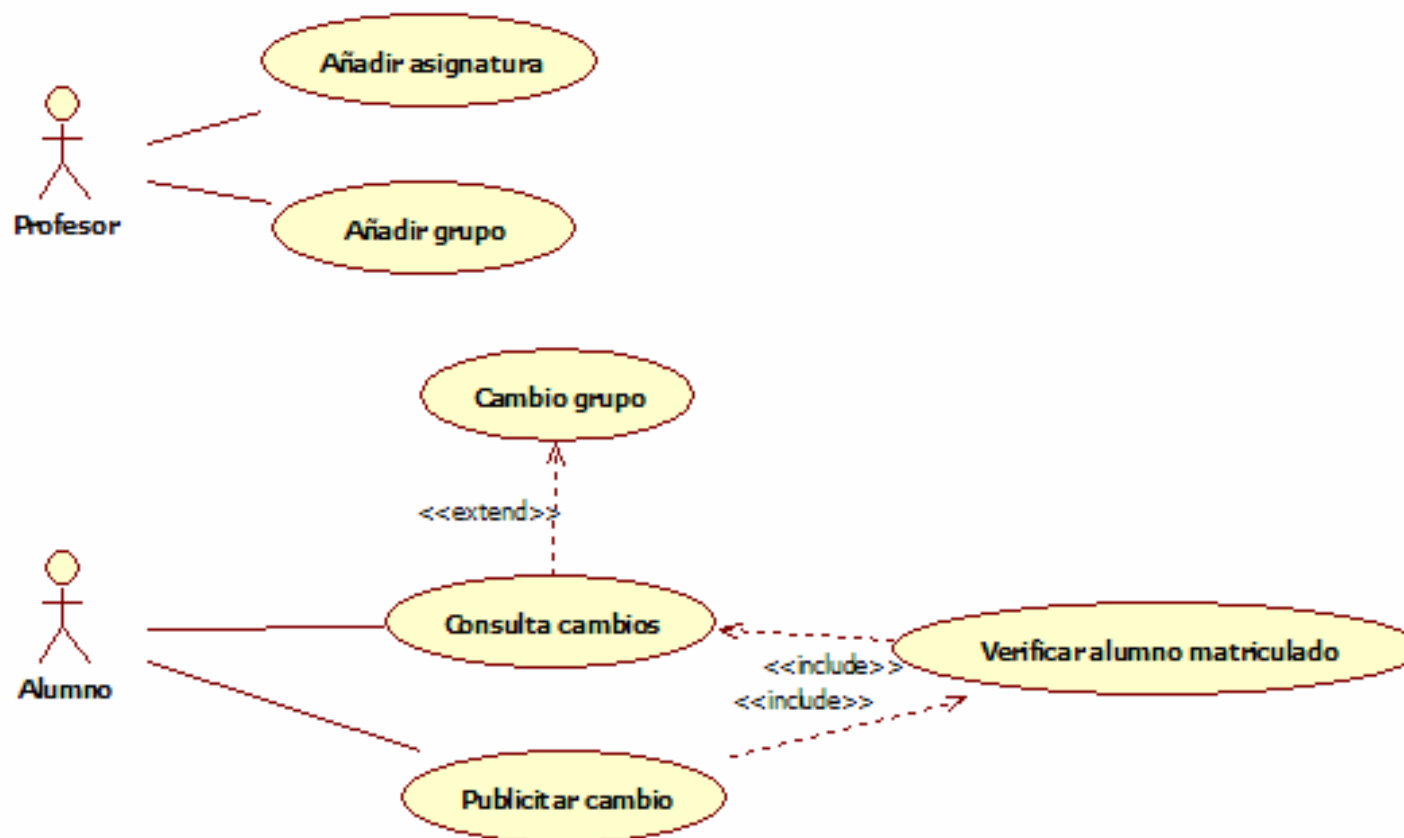 Añadir asignatura
Profesor
Añadir grupo
Cambio grupo
<<extend>>
Alumno
Consulta cambios
Verificar alumno matriculado
<<include>>
<<include>>
Publicitar cambio